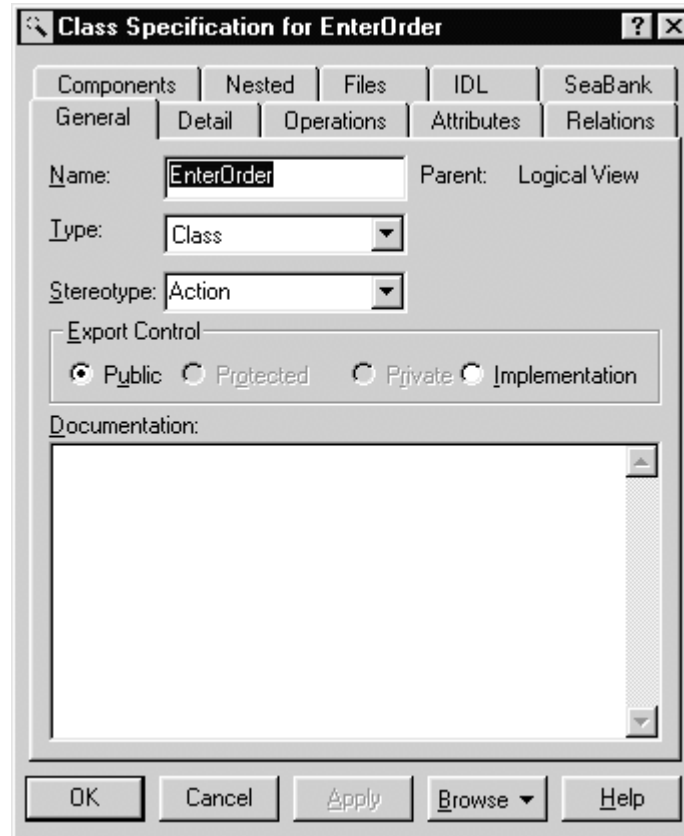 Class Specification for EnterOrder ? X
Components Nested Files IDL SeaBank
General Detail Operations Attributes Relations
Name: EnterOrder Parent: Logical View
Type: Class
Stereotype: Action
Export Control
Public Protected Private Implementation
Documentation:
OK Cancel Apply Browse Help